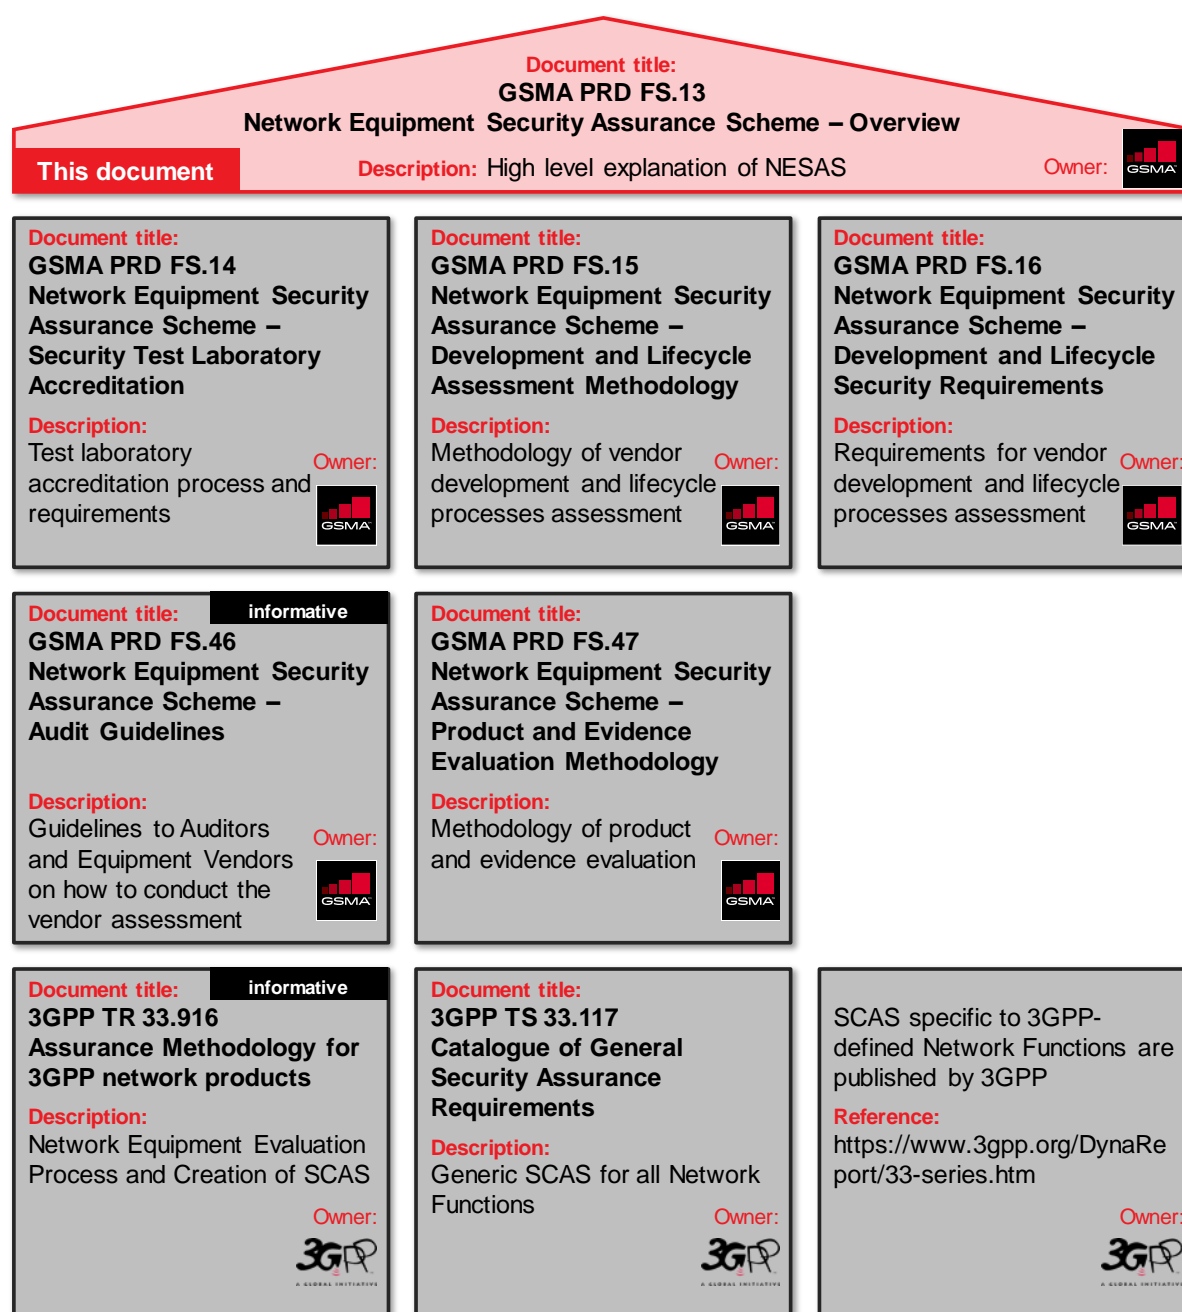 Document title:
GSMA PRD FS.13
Network Equipment Security Assurance Scheme – Overview
This document
Description: High level explanation of NESAS
Owner:
GSMA
Document title:
GSMA PRD FS.14
Network Equipment Security
Assurance Scheme –
Security Test Laboratory
Accreditation
Description:
Test laboratory
accreditation process and
requirements
Owner:
GSMA
Document title:
GSMA PRD FS.15
Network Equipment Security
Assurance Scheme –
Development and Lifecycle
Assessment Methodology
Description:
Methodology of vendor
development and lifecycle
processes assessment
Owner:
GSMA
Document title:
GSMA PRD FS.16
Network Equipment Security
Assurance Scheme –
Development and Lifecycle
Security Requirements
Description:
Requirements for vendor
development and lifecycle
processes assessment
Owner:
GSMA
Document title:
informative
GSMA PRD FS.46
Network Equipment Security
Assurance Scheme –
Audit Guidelines
Description:
Guidelines to Auditors
and Equipment Vendors
on how to conduct the
vendor assessment
Owner:
GSMA
Document title:
GSMA PRD FS.47
Network Equipment Security
Assurance Scheme –
Product and Evidence
Evaluation Methodology
Description:
Methodology of product
and evidence evaluation
Owner:
GSMA
Document title:
informative
3GPP TR 33.916
Assurance Methodology for
3GPP network products
Description:
Network Equipment Evaluation
Process and Creation of SCAS
Owner:
3GPP
A GLOBAL INITIATIVE
Document title:
3GPP TS 33.117
Catalogue of General
Security Assurance
Requirements
Description:
Generic SCAS for all Network
Functions
Owner:
3GPP
A GLOBAL INITIATIVE
SCAS specific to 3GPP-
defined Network Functions are
published by 3GPP
Reference:
https://www.3gpp.org/DynaRe
port/33-series.htm
Owner:
3GPP
A GLOBAL INITIATIVE